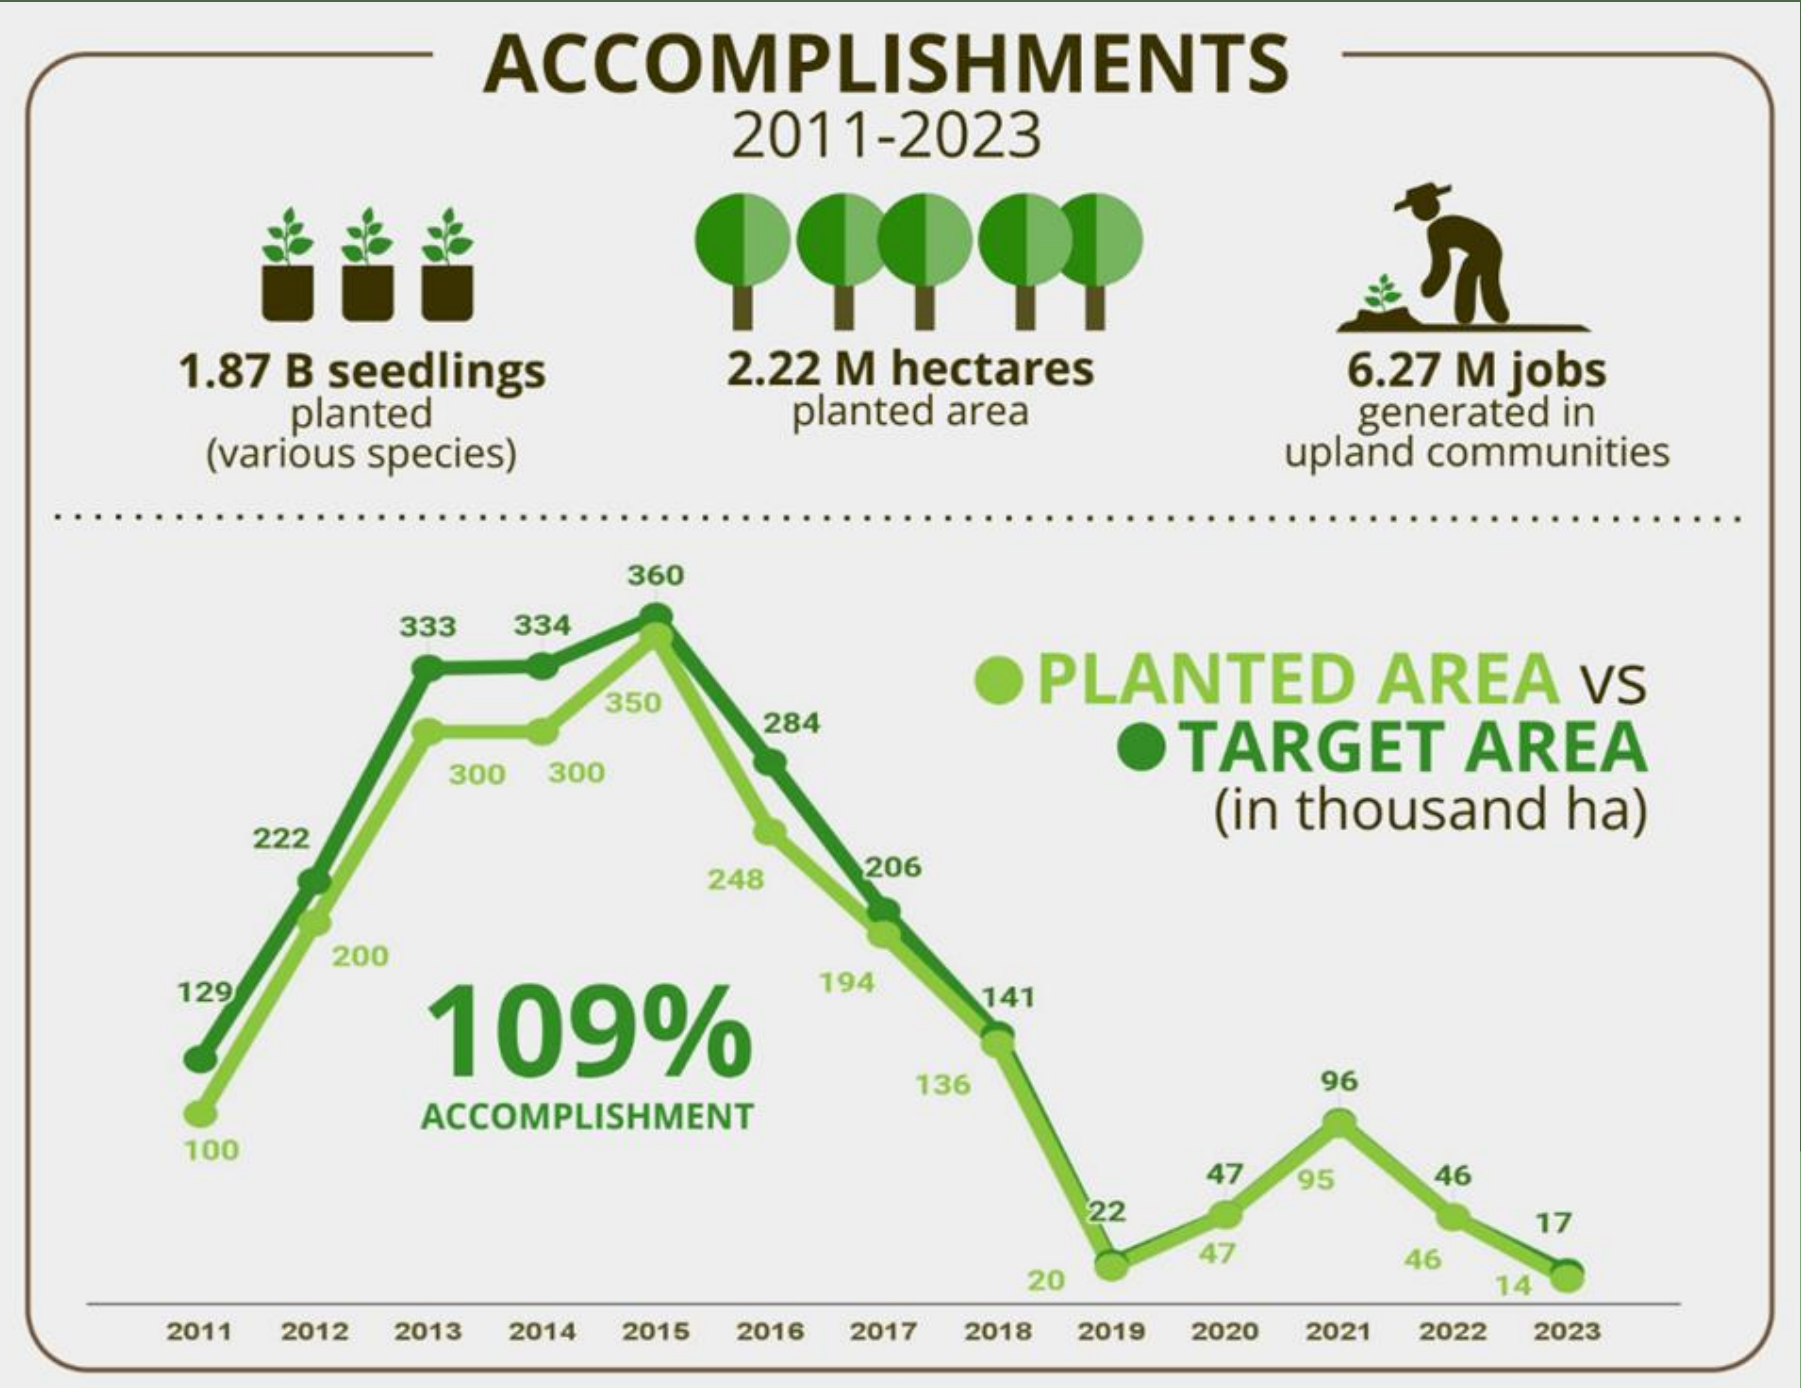 ACCOMPLISHMENTS
2011-2023
1.87 B seedlings
planted
(various species)
2.22 M hectares
planted area
6.27 M jobs
generated in
upland communities
360
333
334
350
284
300
300
222
248
206
200
194
129
141
136
100
109%
ACCOMPLISHMENT
PLANTED AREA VS
TARGET AREA
(in thousand ha)
96
95
47
46
22
47
46
17
20
14
2011 2012 2013 2014 2015 2016 2017 2018 2019 2020 2021 2022 2023